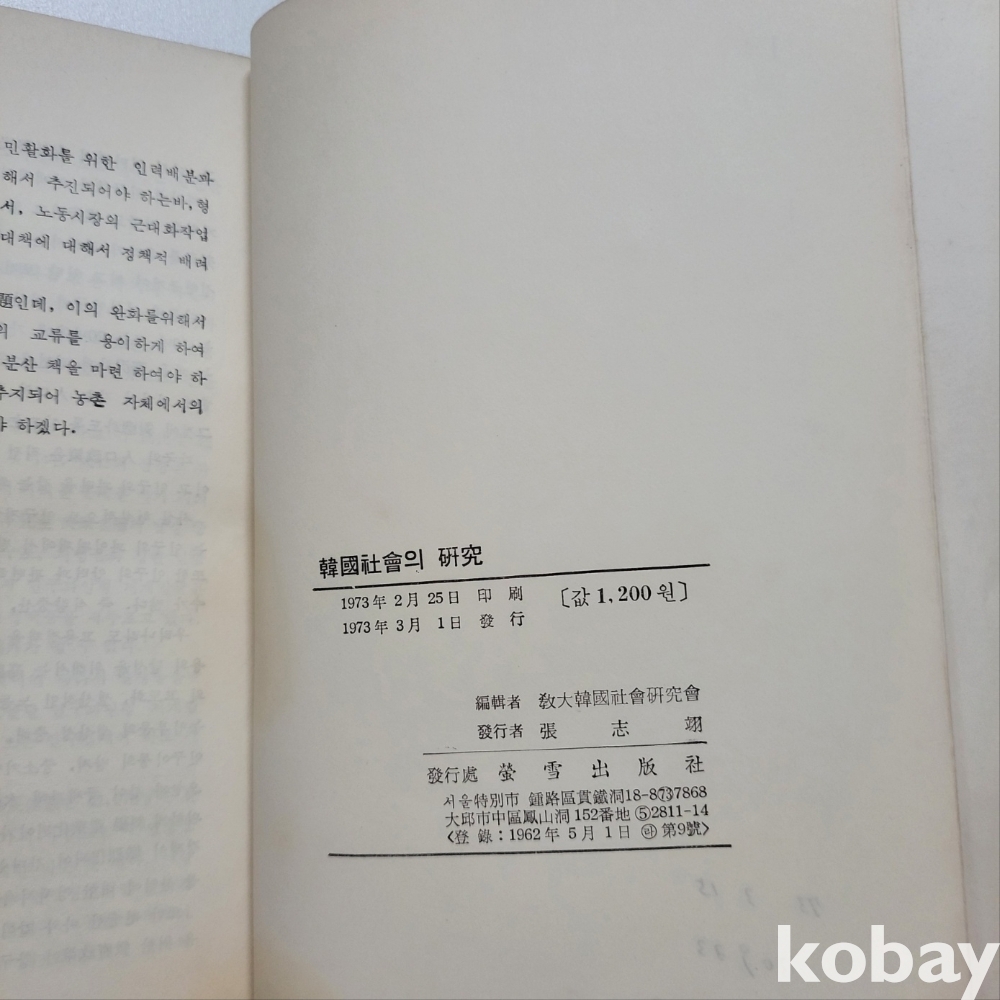 민활화를 위한 인력배분과
해서 추진되어야 하는바, 형
서, 노동시장의 근대화작업
대책에 대해서 정책적 배려
題인데, 이의 완화를위해서
의 교류를 용이하게 하여
분산 책을 마련 하여야 하
추지되어 농촌 자체에서의
야 하겠다.
韓國社會의 硏究
1973年 2月 25日 印刷 〔값 1,200원〕
1973年 3月 1日 發行
編輯者 敎大韓國社會硏究會
發行者 張志翊
發行處 螢雪出版社
서울特別市 鍾路區貫鐵洞18-8 ⑦3 7868
大邱市中區鳳山洞 152番地 ⑤2811-14
〈登錄：1962年 5月 1日 ㉲ 第9號〉
kobay